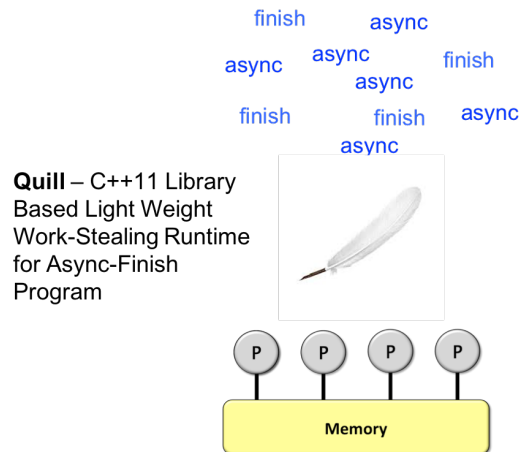 finish
async
async
async
finish
async
finish
finish
async
async
Quill – C++11 Library
Based Light Weight
Work-Stealing Runtime
for Async-Finish
Program
P P P P
Memory